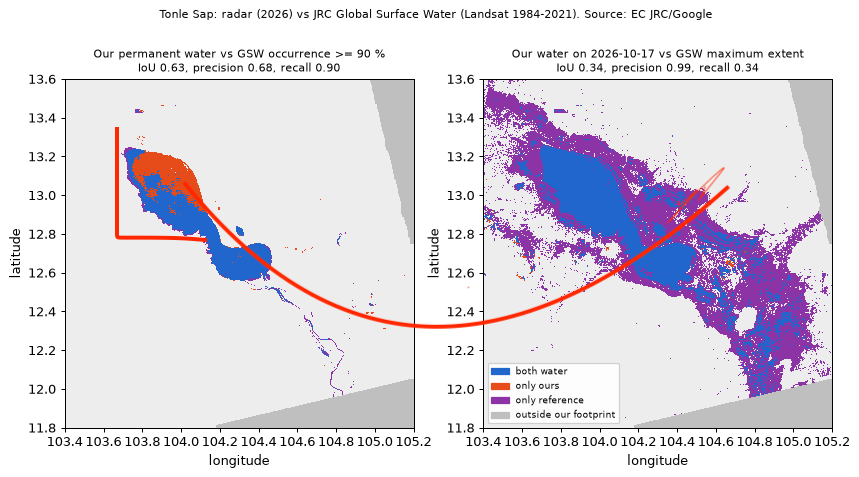 Tonle Sap: radar (2026) vs JRC Global Surface Water (Landsat 1984-2021). Source: EC JRC/Google
Our permanent water vs GSW occurrence >= 90 %
IoU 0.63, precision 0.68, recall 0.90
13.6
13.4
13.2
13.0
12.8
12.6
12.4
12.2
12.0
11.8
latitude
103.4 103.6 103.8 104.0 104.2 104.4 104.6 104.8 105.0 105.2
longitude
Our water on 2026-10-17 vs GSW maximum extent
IoU 0.34, precision 0.99, recall 0.34
13.6
13.4
13.2
13.0
12.8
12.6
12.4
12.2
12.0
11.8
latitude
both water
only ours
only reference
outside our footprint
103.4 103.6 103.8 104.0 104.2 104.4 104.6 104.8 105.0 105.2
longitude